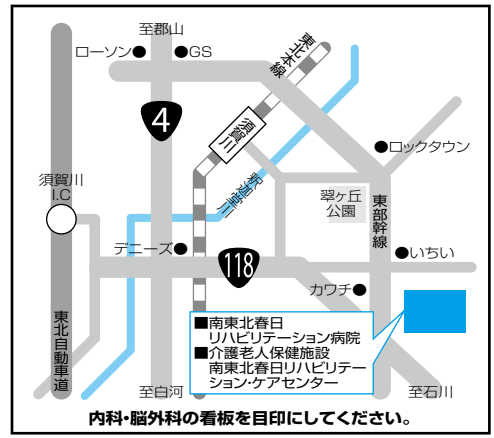 至郡山
ローソン●
●GS
東北本線
4
須賀川
●ロックタウン
須賀川
I.C
釈迦堂川
翠ヶ丘
公園
東部幹線
デニーズ●
118
●いちい
カワチ●
■南東北春日
リハビリテーション病院
■介護老人保健施設
南東北春日リハビリテー
ション・ケアセンター
東北自動車道
至白河
至石川
内科・脳外科の看板を目印にしてください。